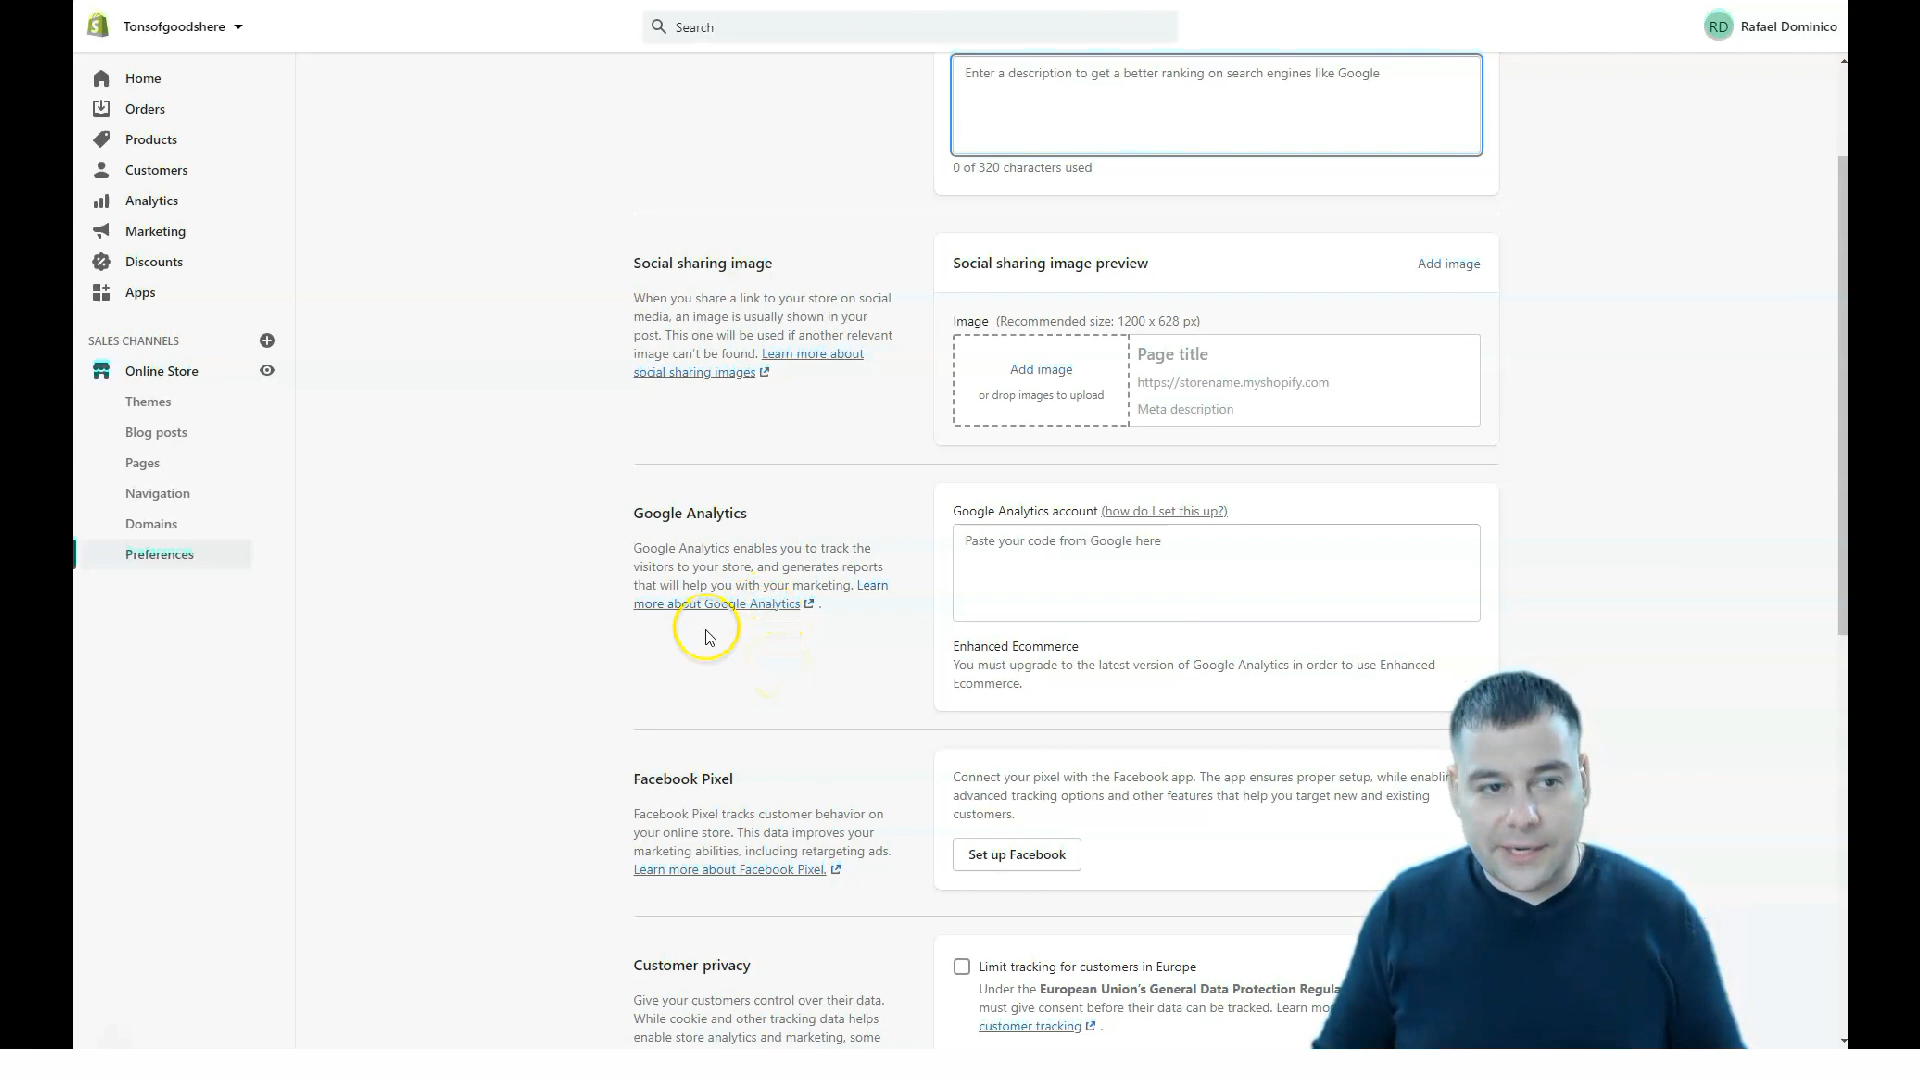 Tonsofgoodshere
Search
RD Rafael Dominico
Home
Orders
Products
Customers
Analytics
Marketing
Discounts
Apps
SALES CHANNELS
Online Store
Themes
Blog posts
Pages
Navigation
Domains
Preferences
Enter a description to get a better ranking on search engines like Google
0 of 320 characters used
Social sharing image
When you share a link to your store on social
media, an image is usually shown in your
post. This one will be used if another relevant
image can't be found. Learn more about
social sharing images
Social sharing image preview
Add image
Image (Recommended size: 1200 x 628 px)
Add image
or drop images to upload
Page title
https://storename.myshopify.com
Meta description
Google Analytics
Google Analytics enables you to track the
visitors to your store, and generates reports
that will help you with your marketing. Learn
more about Google Analytics .
Google Analytics account (how do I set this up?)
Paste your code from Google here
Enhanced Ecommerce
You must upgrade to the latest version of Google Analytics in order to use Enhanced
Ecommerce.
Facebook Pixel
Facebook Pixel tracks customer behavior on
your online store. This data improves your
marketing abilities, including retargeting ads.
Learn more about Facebook Pixel.
Connect your pixel with the Facebook app. The app ensures proper setup, while enablin
advanced tracking options and other features that help you target new and existing
customers.
Set up Facebook
Customer privacy
Give your customers control over their data.
While cookie and other tracking data helps
enable store analytics and marketing, some
Limit tracking for customers in Europe
Under the European Union's General Data Protection Regula
must give consent before their data can be tracked. Learn mo
customer tracking .